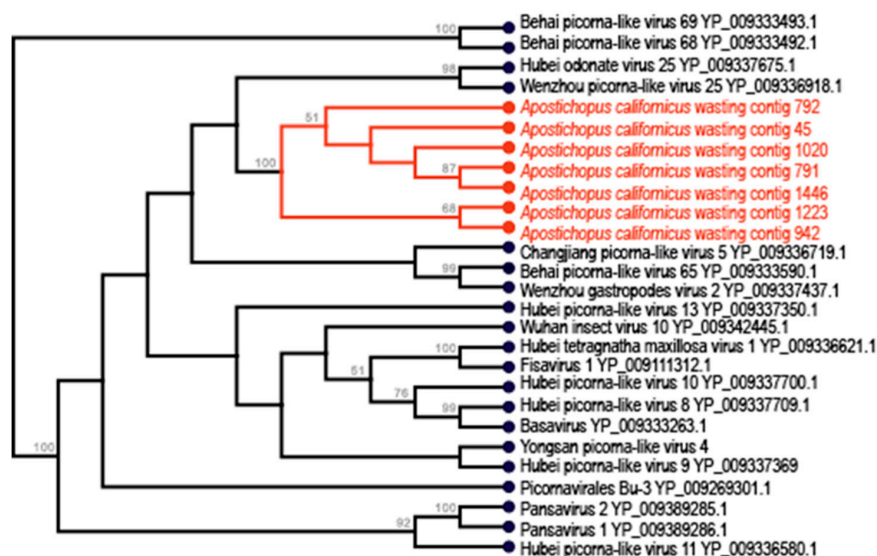 100
Behai picorna-like virus 69 YP_009333493.1
Behai picorna-like virus 68 YP_009333492.1
98
Hubei odonate virus 25 YP_009337675.1
Wenzhou picorna-like virus 25 YP_009336918.1
51
Apostichopus californicus wasting contig 792
Apostichopus californicus wasting contig 45
Apostichopus californicus wasting contig 1020
100
87
Apostichopus californicus wasting contig 791
Apostichopus californicus wasting contig 1446
68
Apostichopus californicus wasting contig 1223
Apostichopus californicus wasting contig 942
Changjiang picorna-like virus 5 YP_009336719.1
99
Behai picorna-like virus 65 YP_009333590.1
Wenzhou gastropodes virus 2 YP_009337437.1
Hubei picorna-like virus 13 YP_009337350.1
Wuhan insect virus 10 YP_009342445.1
100
Hubei tetragnatha maxillosa virus 1 YP_009336621.1
51
Fisavirus 1 YP_009111312.1
76
Hubei picorna-like virus 10 YP_009337700.1
99
Hubei picorna-like virus 8 YP_009337709.1
Basavirus YP_009333263.1
100
Yongsan picorna-like virus 4
Hubei picorna-like virus 9 YP_009337369
Picornavirales Bu-3 YP_009269301.1
100
Pansavirus 2 YP_009389285.1
92
Pansavirus 1 YP_009389286.1
Hubei picorna-like virus 11 YP_009336580.1